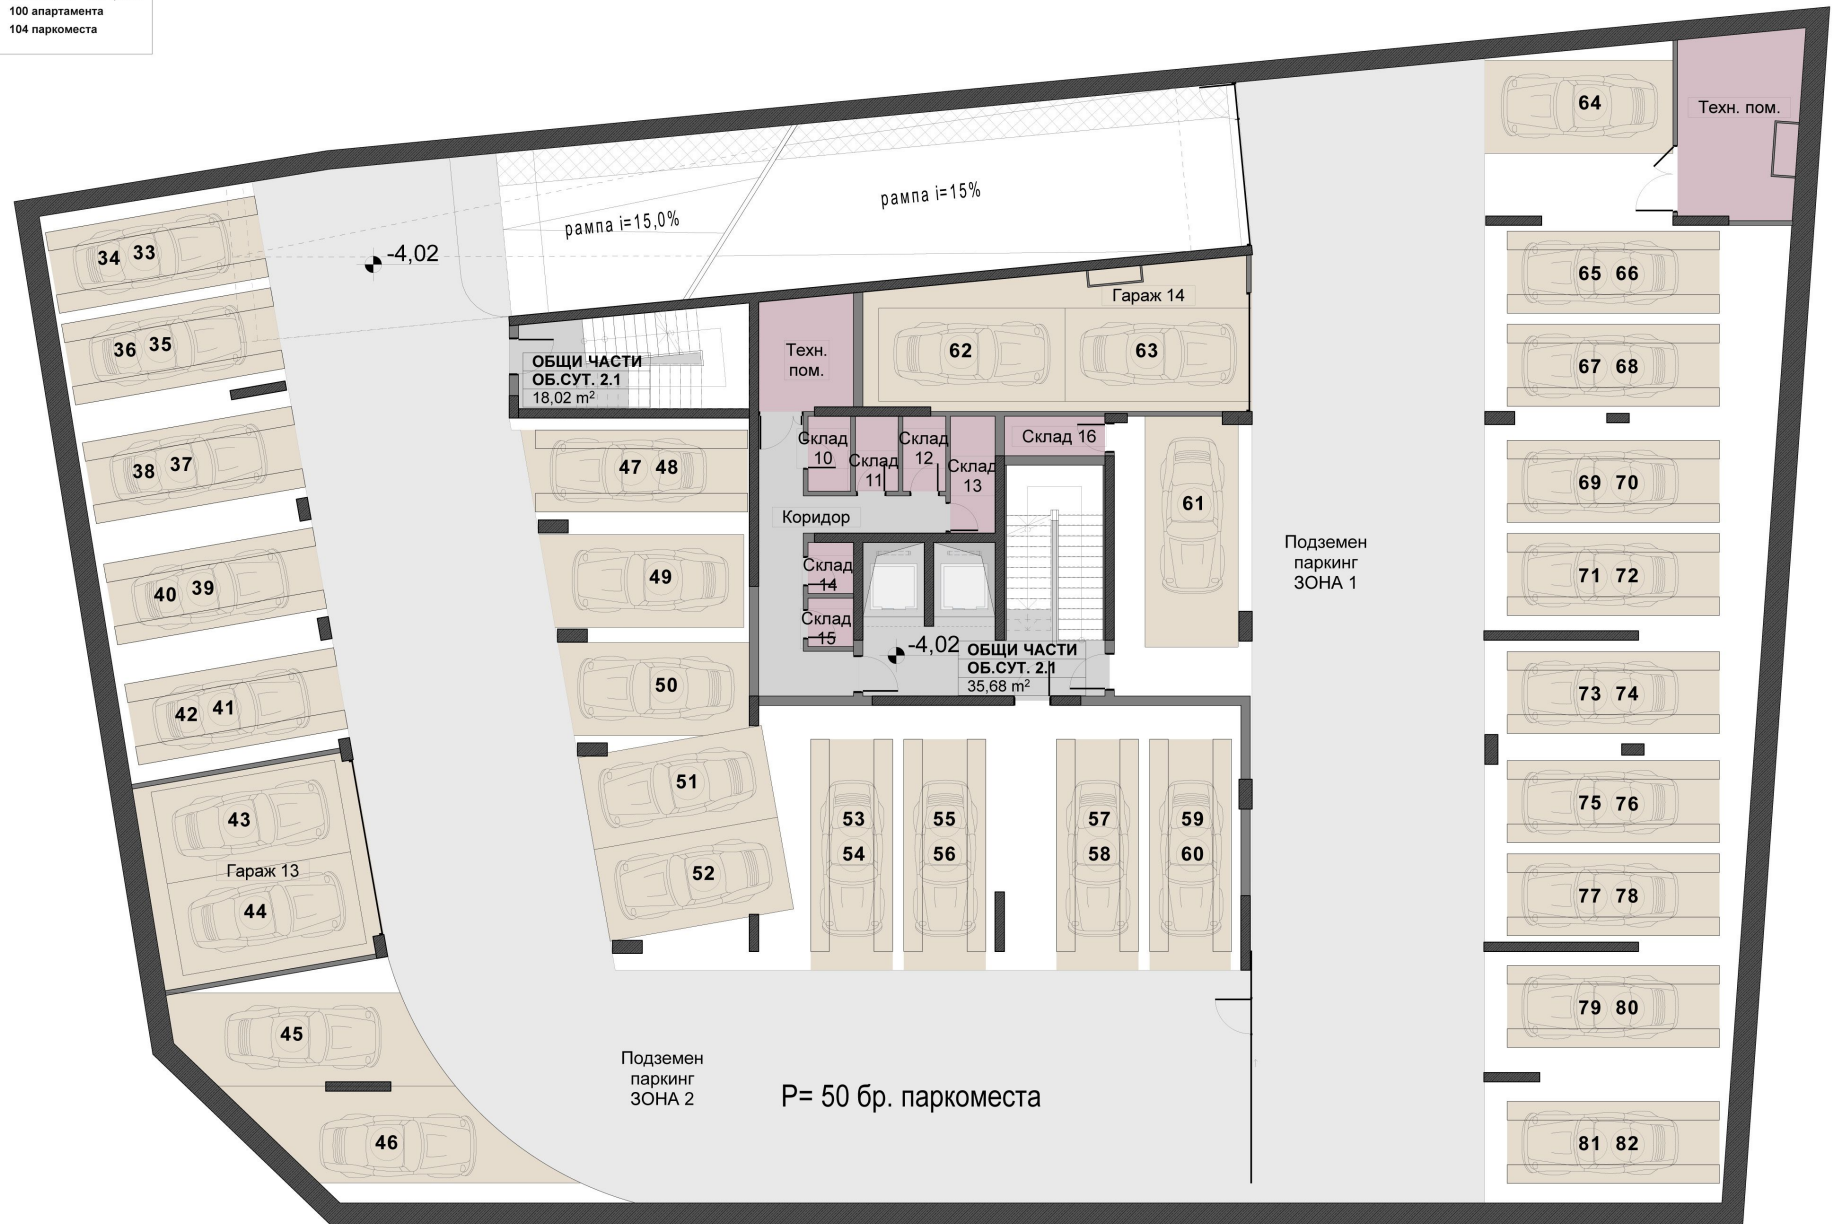 100 апартамента
104 паркоместа
64
Техн. пом.
рампа i=15,0%
рампа i=15%
34 33
-4,02
65 66
Гараж 14
36 35
62
63
Техн.
пом.
67 68
ОБЩИ ЧАСТИ
ОБ.СУТ. 2.1
18,02 m²
38 37
47 48
Склад
10
Склад
11
Склад
12
Склад
13
Склад 16
61
69 70
Коридор
Подземен
паркинг
ЗОНА 1
40 39
49
Склад
14
Склад
15
71 72
-4,02
ОБЩИ ЧАСТИ
ОБ.СУТ. 2.1
35,68 m²
42 41
50
73 74
51
43
Гараж 13
44
52
53
54
55
56
57
58
59
60
75 76
77 78
45
79 80
Подземен
паркинг
ЗОНА 2
P= 50 бр. паркоместа
46
81 82